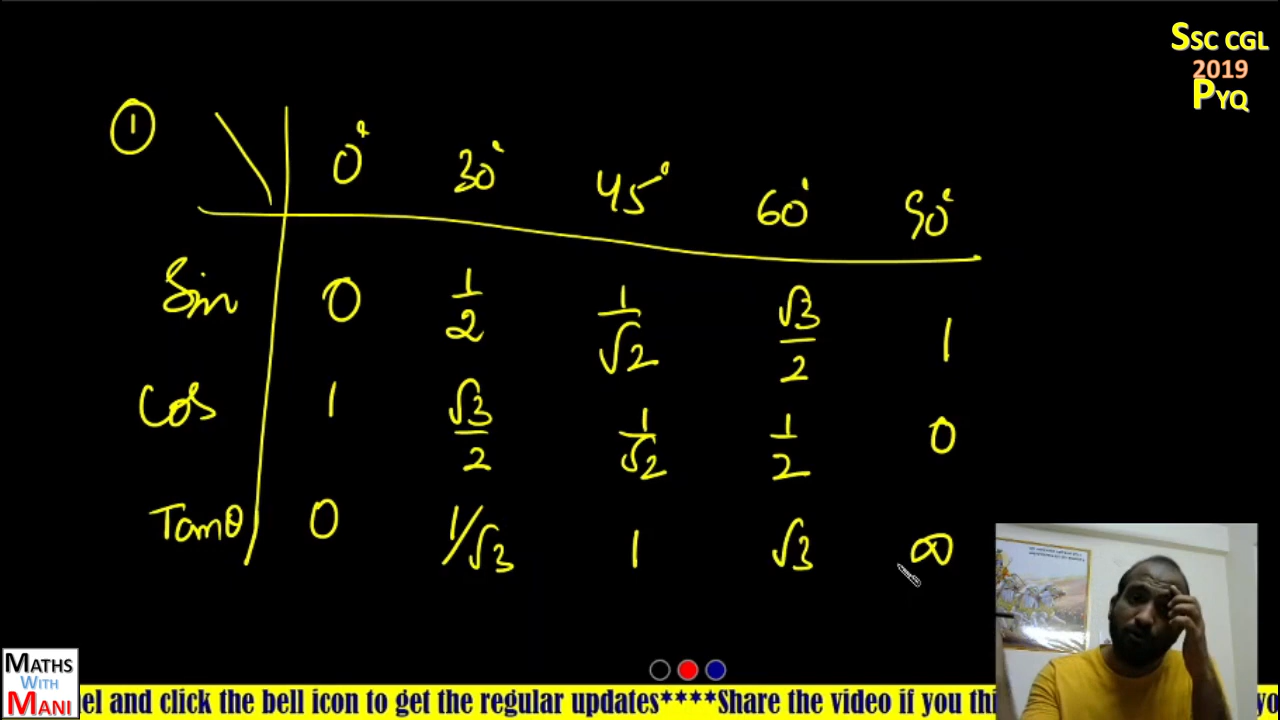 SSC CGL
2019
PYQ
①
0° 30° 45° 60° 90°
Sin 0 1/2 1/√2 √3/2 1
Cos 1 √3/2 1/√2 1/2 0
Tanθ 0 1/√3 1 √3 ∞
MATHS
WITH
MANI
el and click the bell icon to get the regular updates****Share the video if you thi